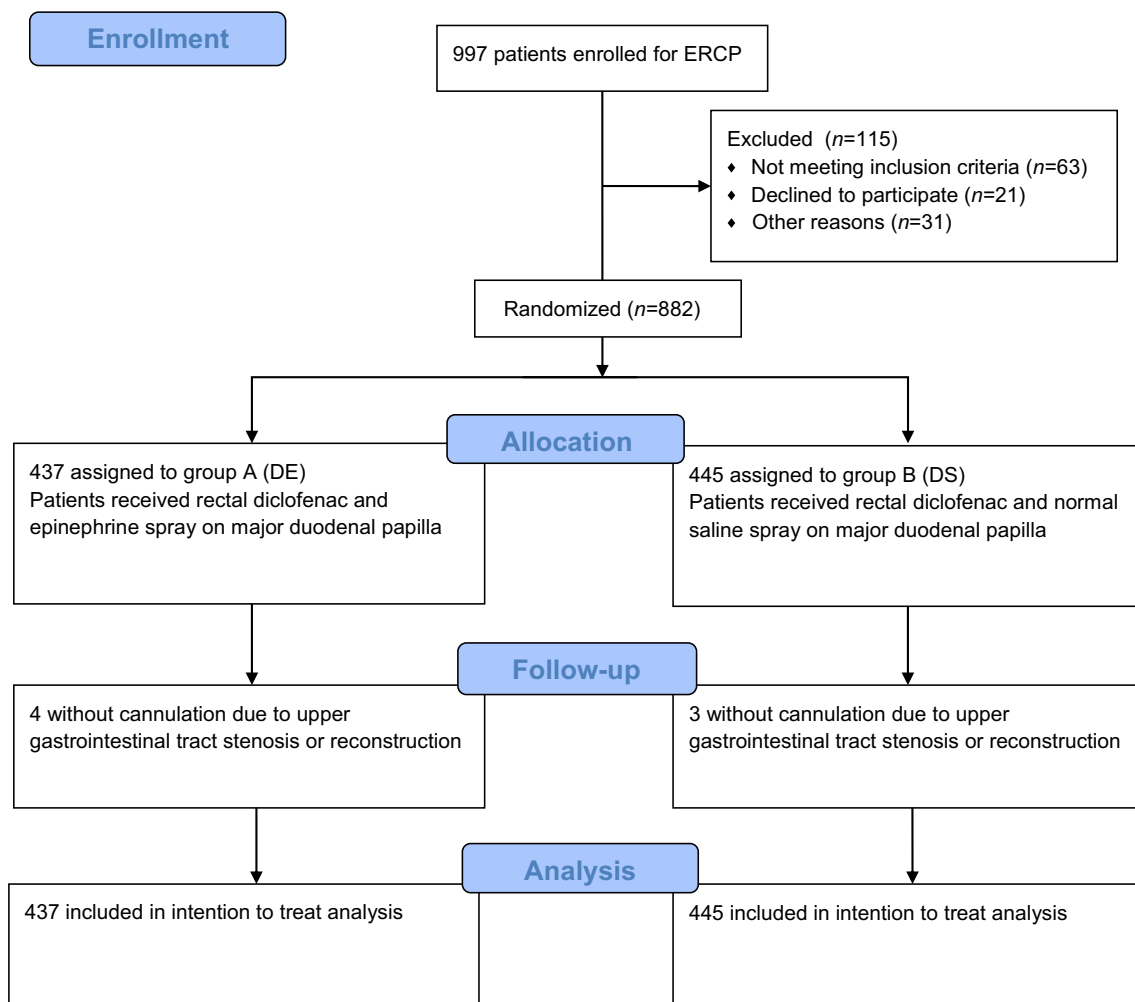 Enrollment
997 patients enrolled for ERCP
Excluded (n=115)
♦ Not meeting inclusion criteria (n=63)
♦ Declined to participate (n=21)
♦ Other reasons (n=31)
Randomized (n=882)
Allocation
437 assigned to group A (DE)
Patients received rectal diclofenac and
epinephrine spray on major duodenal papilla
445 assigned to group B (DS)
Patients received rectal diclofenac and normal
saline spray on major duodenal papilla
Follow-up
4 without cannulation due to upper
gastrointestinal tract stenosis or reconstruction
3 without cannulation due to upper
gastrointestinal tract stenosis or reconstruction
Analysis
437 included in intention to treat analysis
445 included in intention to treat analysis